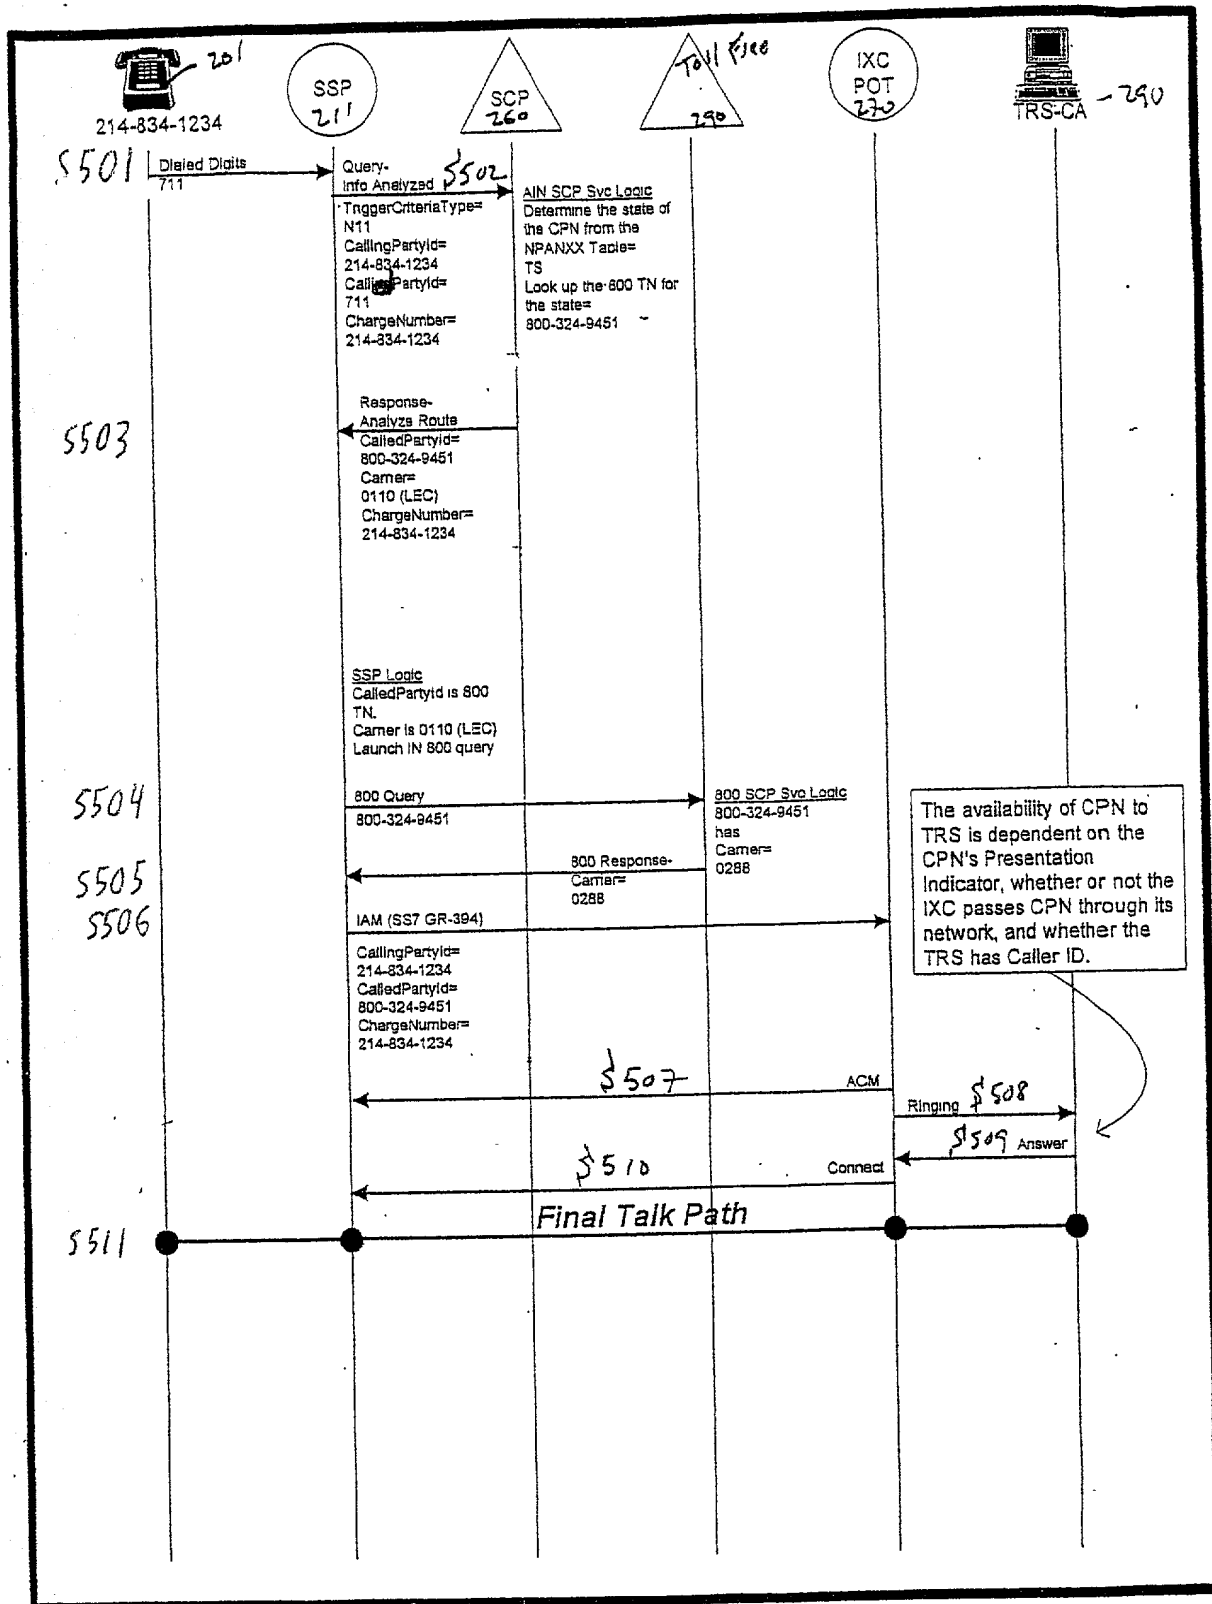 201
214-834-1234
SSP
211
SCP
260
Toll Free
290
IXC
POT
270
TRS-CA
290
S501
Dialed Digits
711
Query-
Info Analyzed
S502
TriggerCriteriaType=
N11
CallingPartyId=
214-834-1234
PartyId=
711
ChargeNumber=
214-834-1234
AIN SCP Svc Logic
Determine the state of
the CPN from the
NPANXX Table=
TS
Look up the 800 TN for
the state=
800-324-9451
S503
Response-
Analyze Route
CalledPartyId=
800-324-9451
Carrier=
0110 (LEC)
ChargeNumber=
214-834-1234
SSP Logic
CalledPartyId is 800
TN.
Carrier is 0110 (LEC)
Launch IN 800 query
S504
800 Query
800-324-9451
800 SCP Svc Logic
800-324-9451
has
Carrier=
0288
S505
800 Response-
Carrier=
0288
S506
IAM (SS7 GR-394)
CallingPartyId=
214-834-1234
CalledPartyId=
800-324-9451
ChargeNumber=
214-834-1234
The availability of CPN to
TRS is dependent on the
CPN's Presentation
Indicator, whether or not the
IXC passes CPN through its
network, and whether the
TRS has Caller ID.
S507
ACM
Ringing
S508
S509
Answer
S510
Connect
Final Talk Path
S511